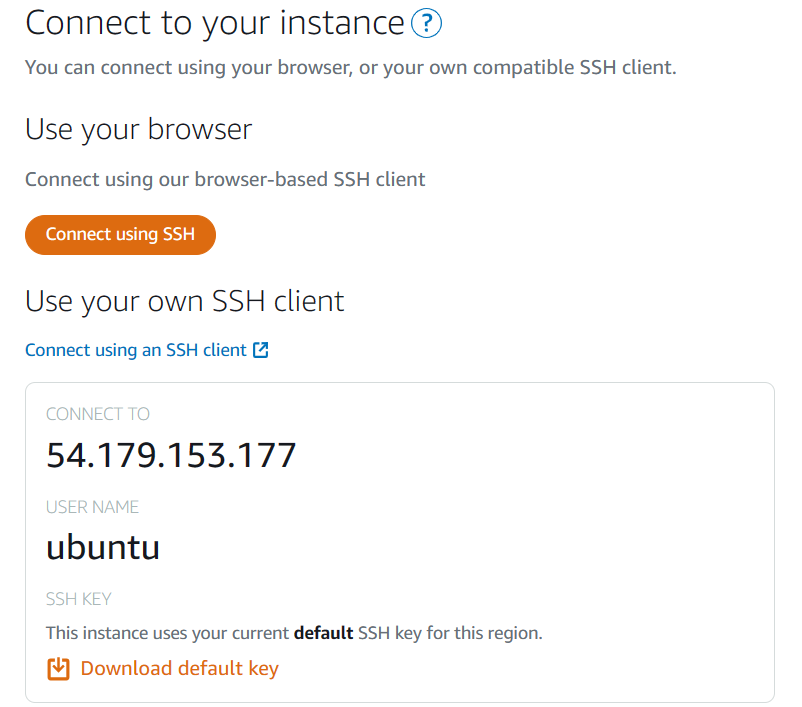 Connect to your instance ?
You can connect using your browser, or your own compatible SSH client.
Use your browser
Connect using our browser-based SSH client
Connect using SSH
Use your own SSH client
Connect using an SSH client
CONNECT TO
54.179.153.177
USER NAME
ubuntu
SSH KEY
This instance uses your current default SSH key for this region.
Download default key